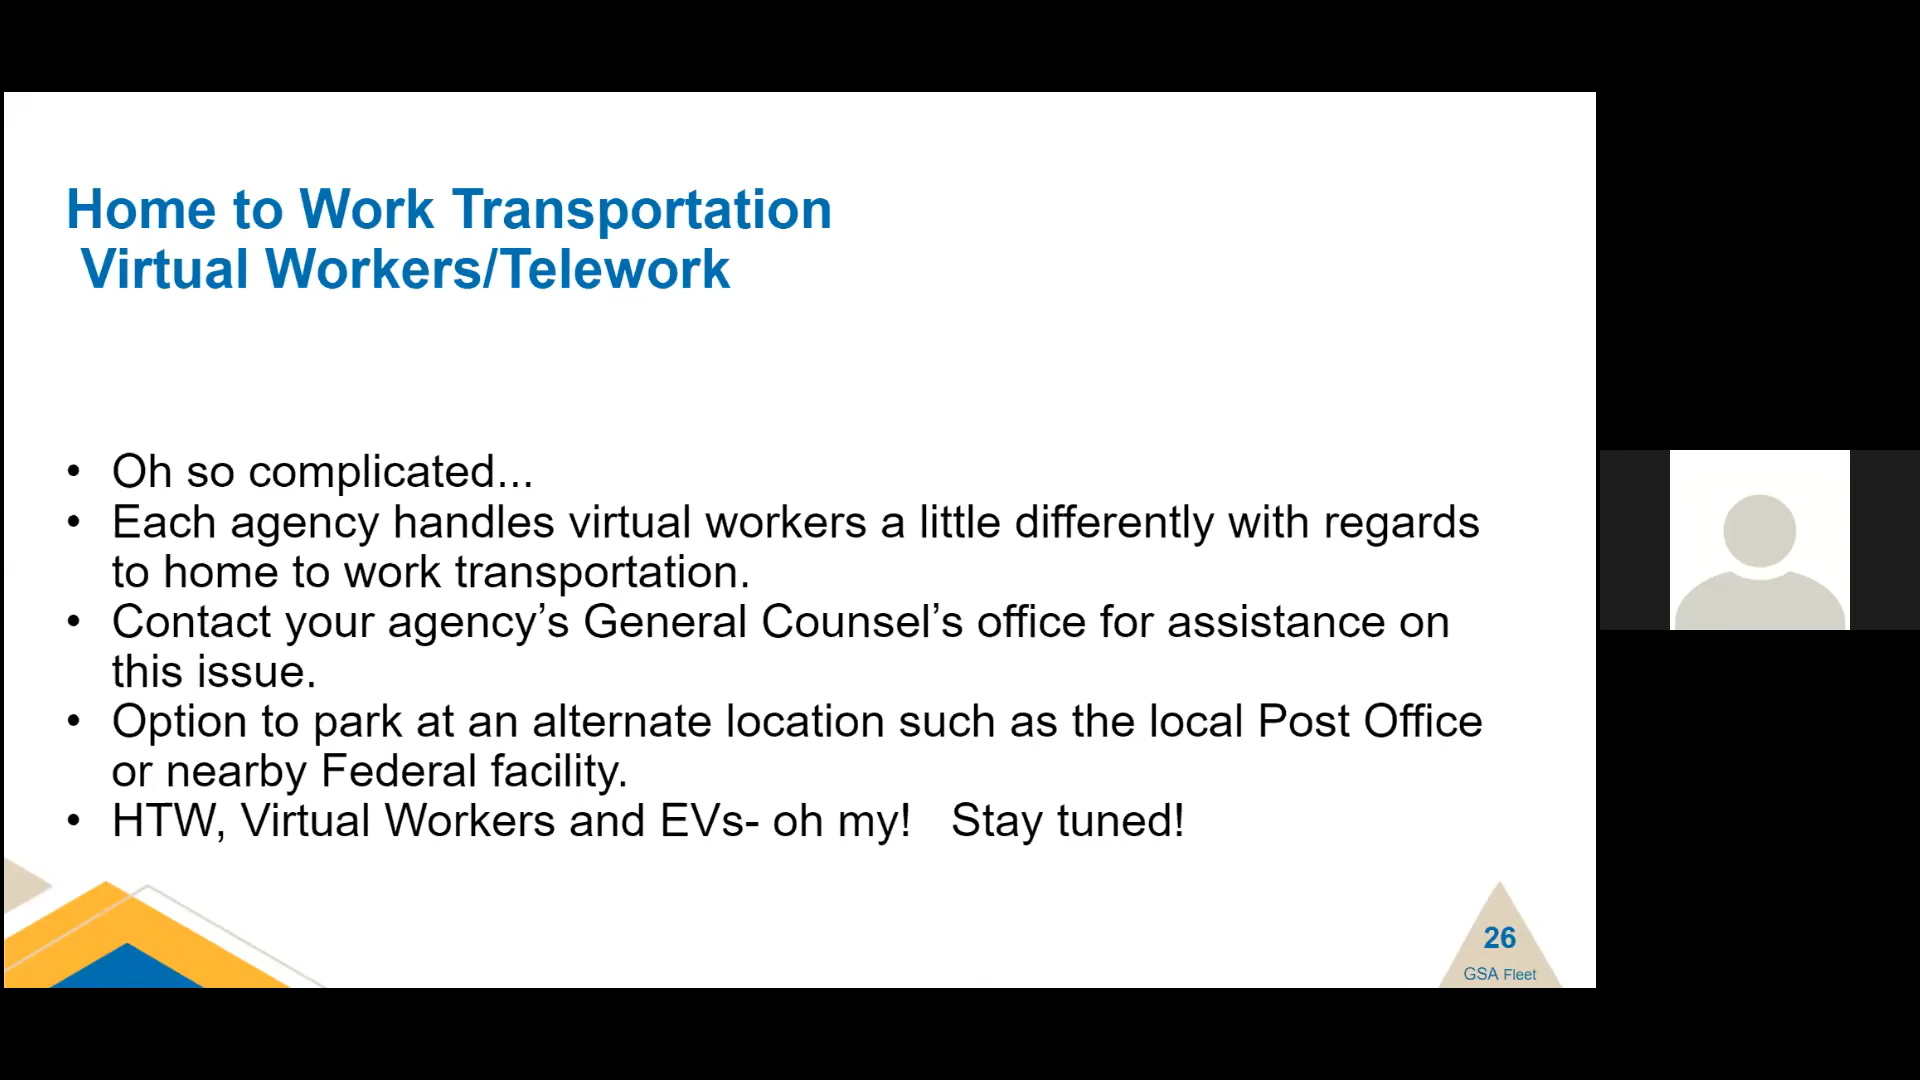 Home to Work Transportation
Virtual Workers/Telework
• Oh so complicated...
• Each agency handles virtual workers a little differently with regards
to home to work transportation.
• Contact your agency’s General Counsel’s office for assistance on
this issue.
• Option to park at an alternate location such as the local Post Office
or nearby Federal facility.
• HTW, Virtual Workers and EVs- oh my!   Stay tuned!
26
GSA Fleet